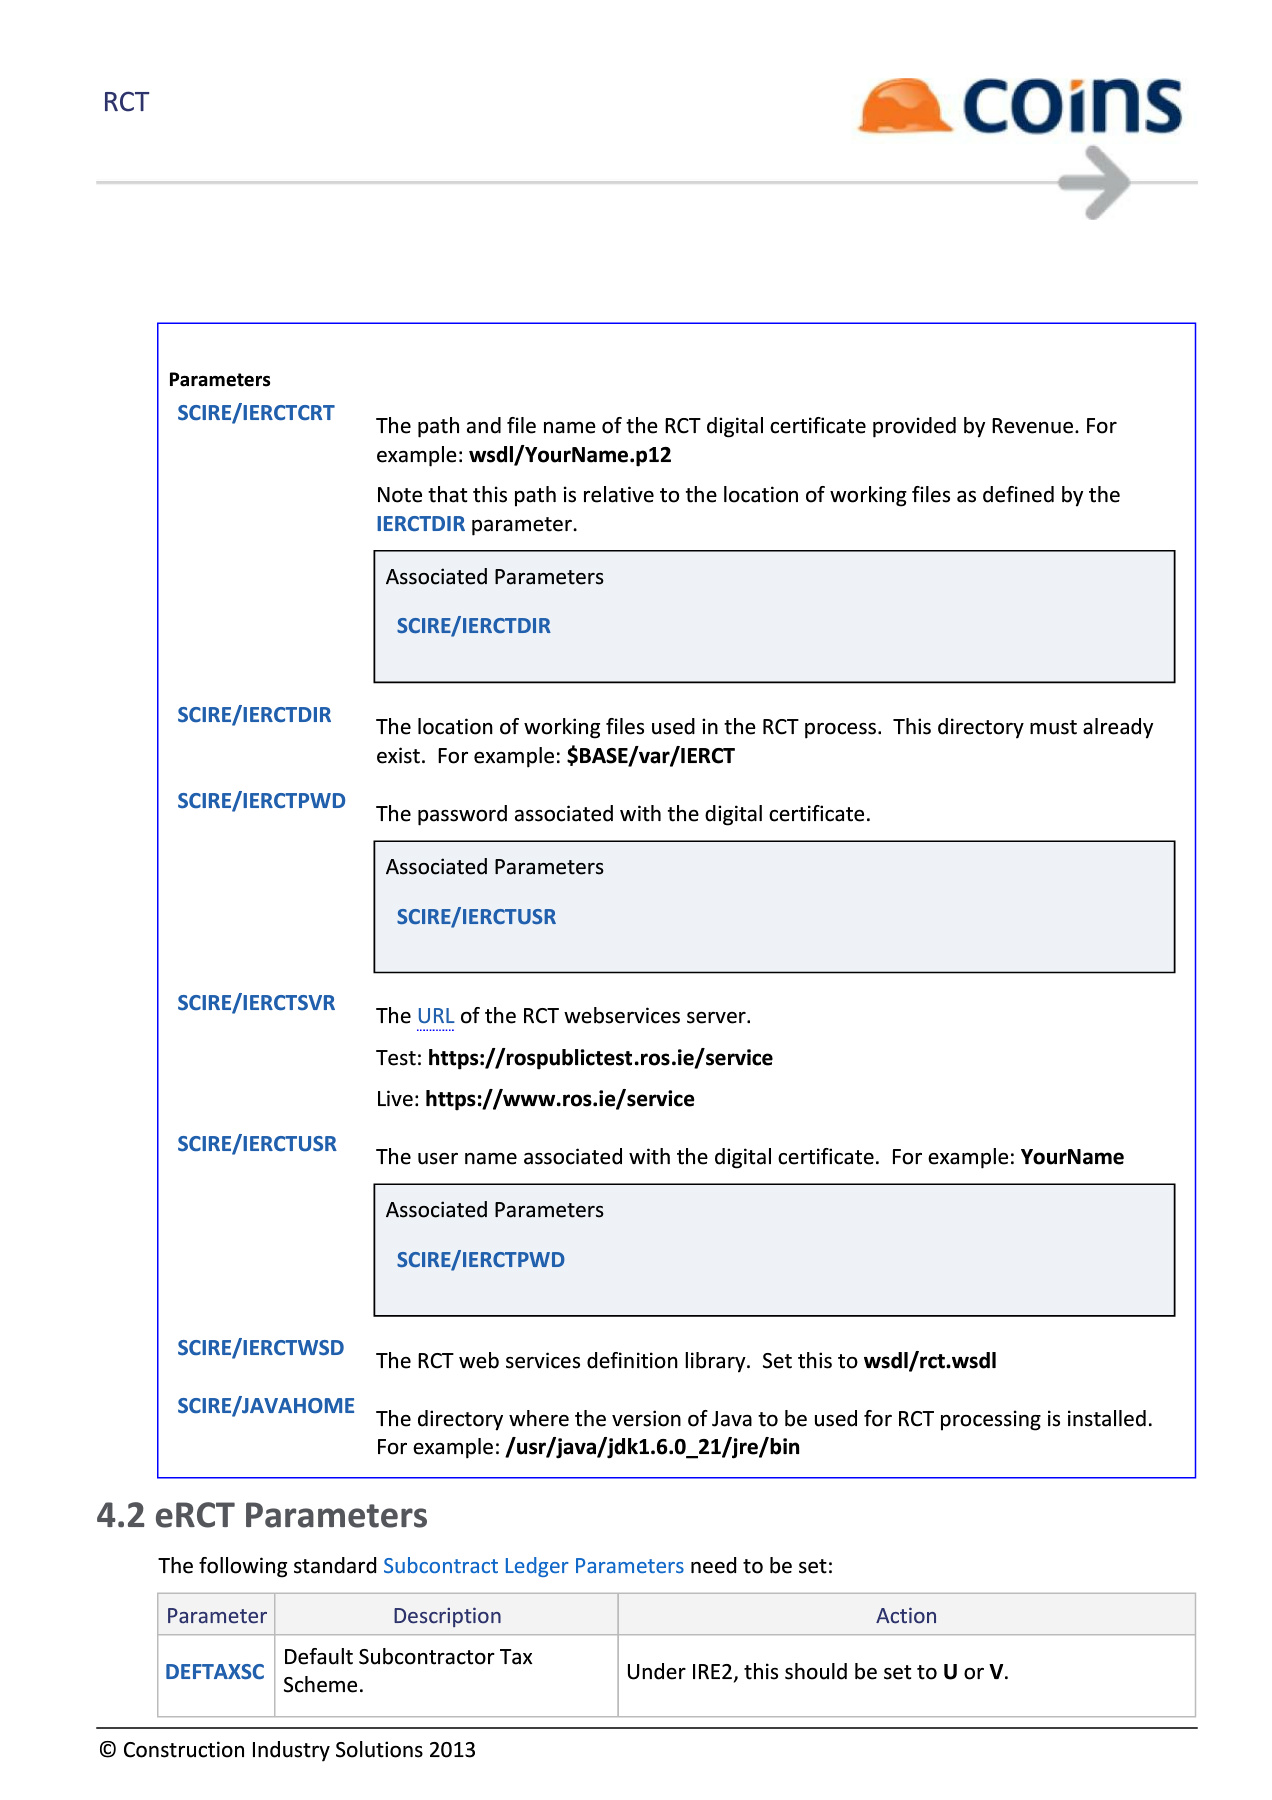 RCT
coins
Parameters
SCIRE/IERCTCRT
The path and file name of the RCT digital certificate provided by Revenue. For
example: wsdl/YourName.p12
Note that this path is relative to the location of working files as defined by the
IERCTDIR parameter.
Associated Parameters
SCIRE/IERCTDIR
SCIRE/IERCTDIR
The location of working files used in the RCT process.  This directory must already
exist.  For example: $BASE/var/IERCT
SCIRE/IERCTPWD
The password associated with the digital certificate.
Associated Parameters
SCIRE/IERCTUSR
SCIRE/IERCTSVR
The URL of the RCT webservices server.
Test: https://rospublictest.ros.ie/service
Live: https://www.ros.ie/service
SCIRE/IERCTUSR
The user name associated with the digital certificate.  For example: YourName
Associated Parameters
SCIRE/IERCTPWD
SCIRE/IERCTWSD
The RCT web services definition library.  Set this to wsdl/rct.wsdl
SCIRE/JAVAHOME
The directory where the version of Java to be used for RCT processing is installed.
For example: /usr/java/jdk1.6.0_21/jre/bin
4.2 eRCT Parameters
The following standard Subcontract Ledger Parameters need to be set:
Parameter Description Action
DEFTAXSC
Default Subcontractor Tax
Scheme.
Under IRE2, this should be set to U or V.
© Construction Industry Solutions 2013